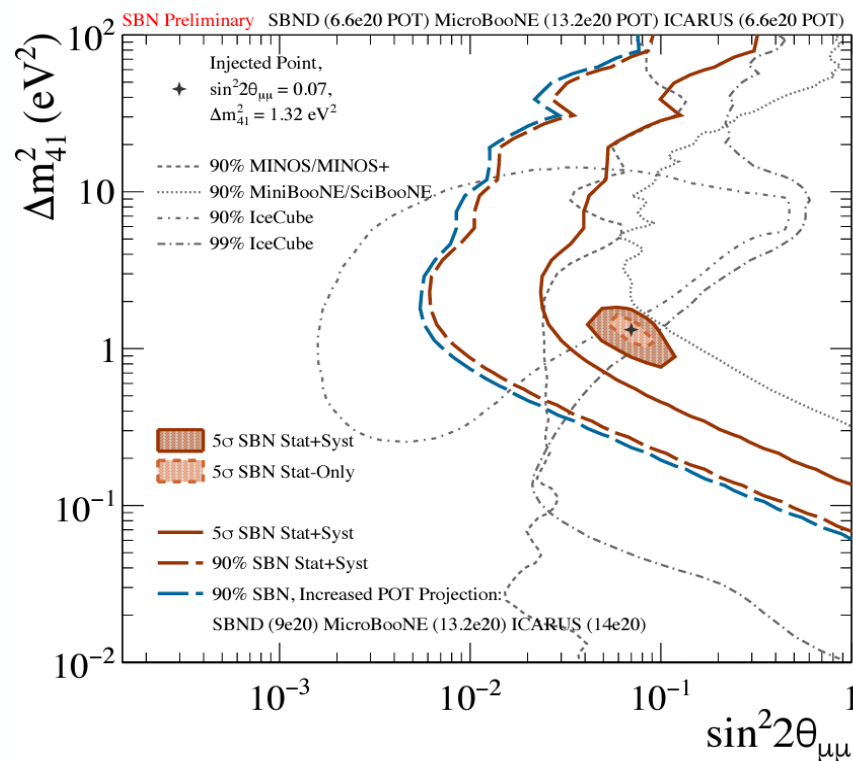 SBN Preliminary SBND (6.6e20 POT) MicroBooNE (13.2e20 POT) ICARUS (6.6e20 POT)
10²
Injected Point,
sin²2θμμ = 0.07,
Δm²41 = 1.32 eV²
90% MINOS/MINOS+
90% MiniBooNE/SciBooNE
90% IceCube
99% IceCube
Δm²41 (eV²)
10
1
5σ SBN Stat+Syst
5σ SBN Stat-Only
10⁻¹
5σ SBN Stat+Syst
90% SBN Stat+Syst
90% SBN, Increased POT Projection:
SBND (9e20) MicroBooNE (13.2e20) ICARUS (14e20)
10⁻²
10⁻³ 10⁻² 10⁻¹ 1
sin²2θμμ